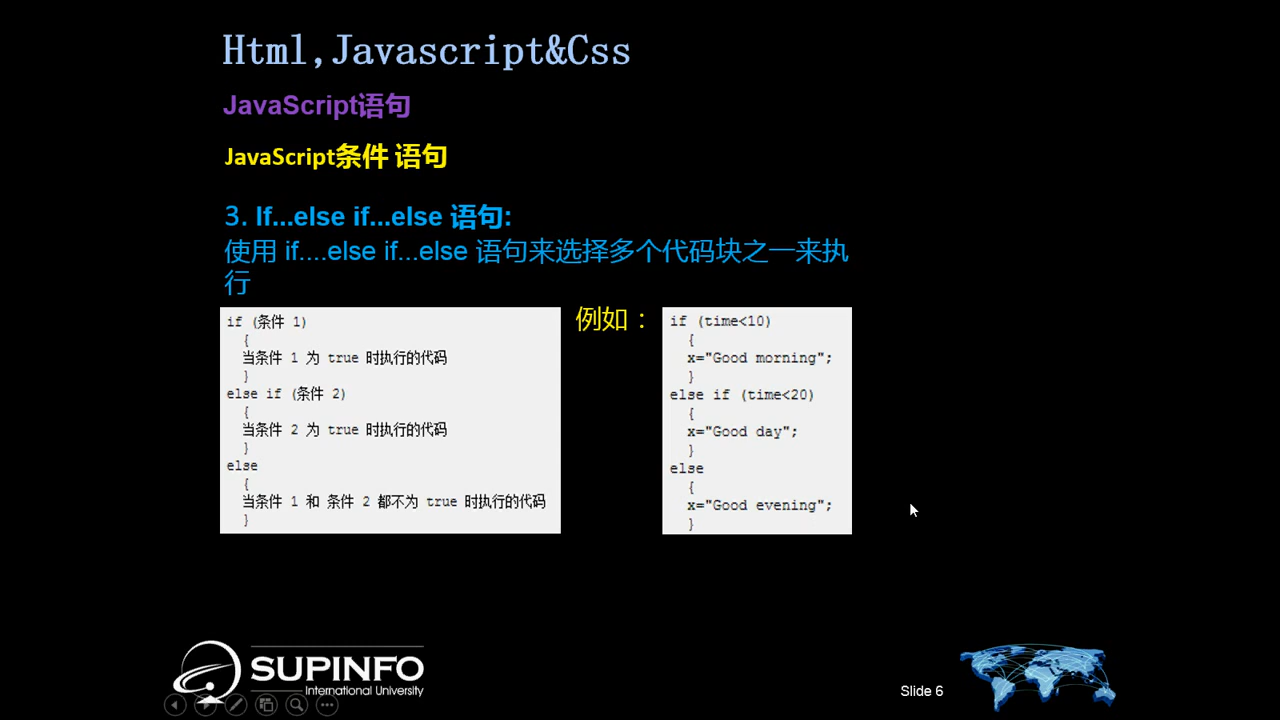 Html,Javascript&Css
JavaScript语句
JavaScript条件 语句
3. If...else if...else 语句:
使用 if....else if...else 语句来选择多个代码块之一来执
行
if (条件 1)
{
当条件 1 为 true 时执行的代码
}
else if (条件 2)
{
当条件 2 为 true 时执行的代码
}
else
{
当条件 1 和 条件 2 都不为 true 时执行的代码
}
例如：
if (time<10)
{
x="Good morning";
}
else if (time<20)
{
x="Good day";
}
else
{
x="Good evening";
}
SUPINFO
International University
Slide 6